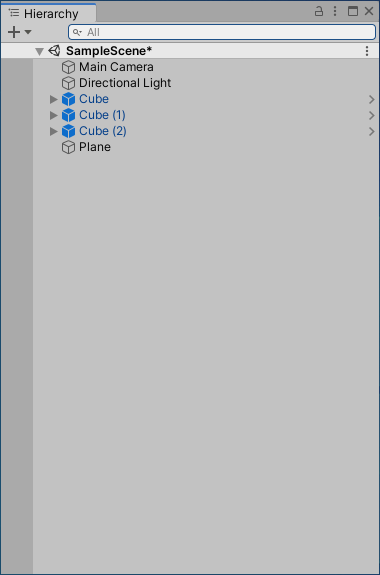 Hierarchy
All
SampleScene*
Main Camera
Directional Light
Cube
Cube (1)
Cube (2)
Plane